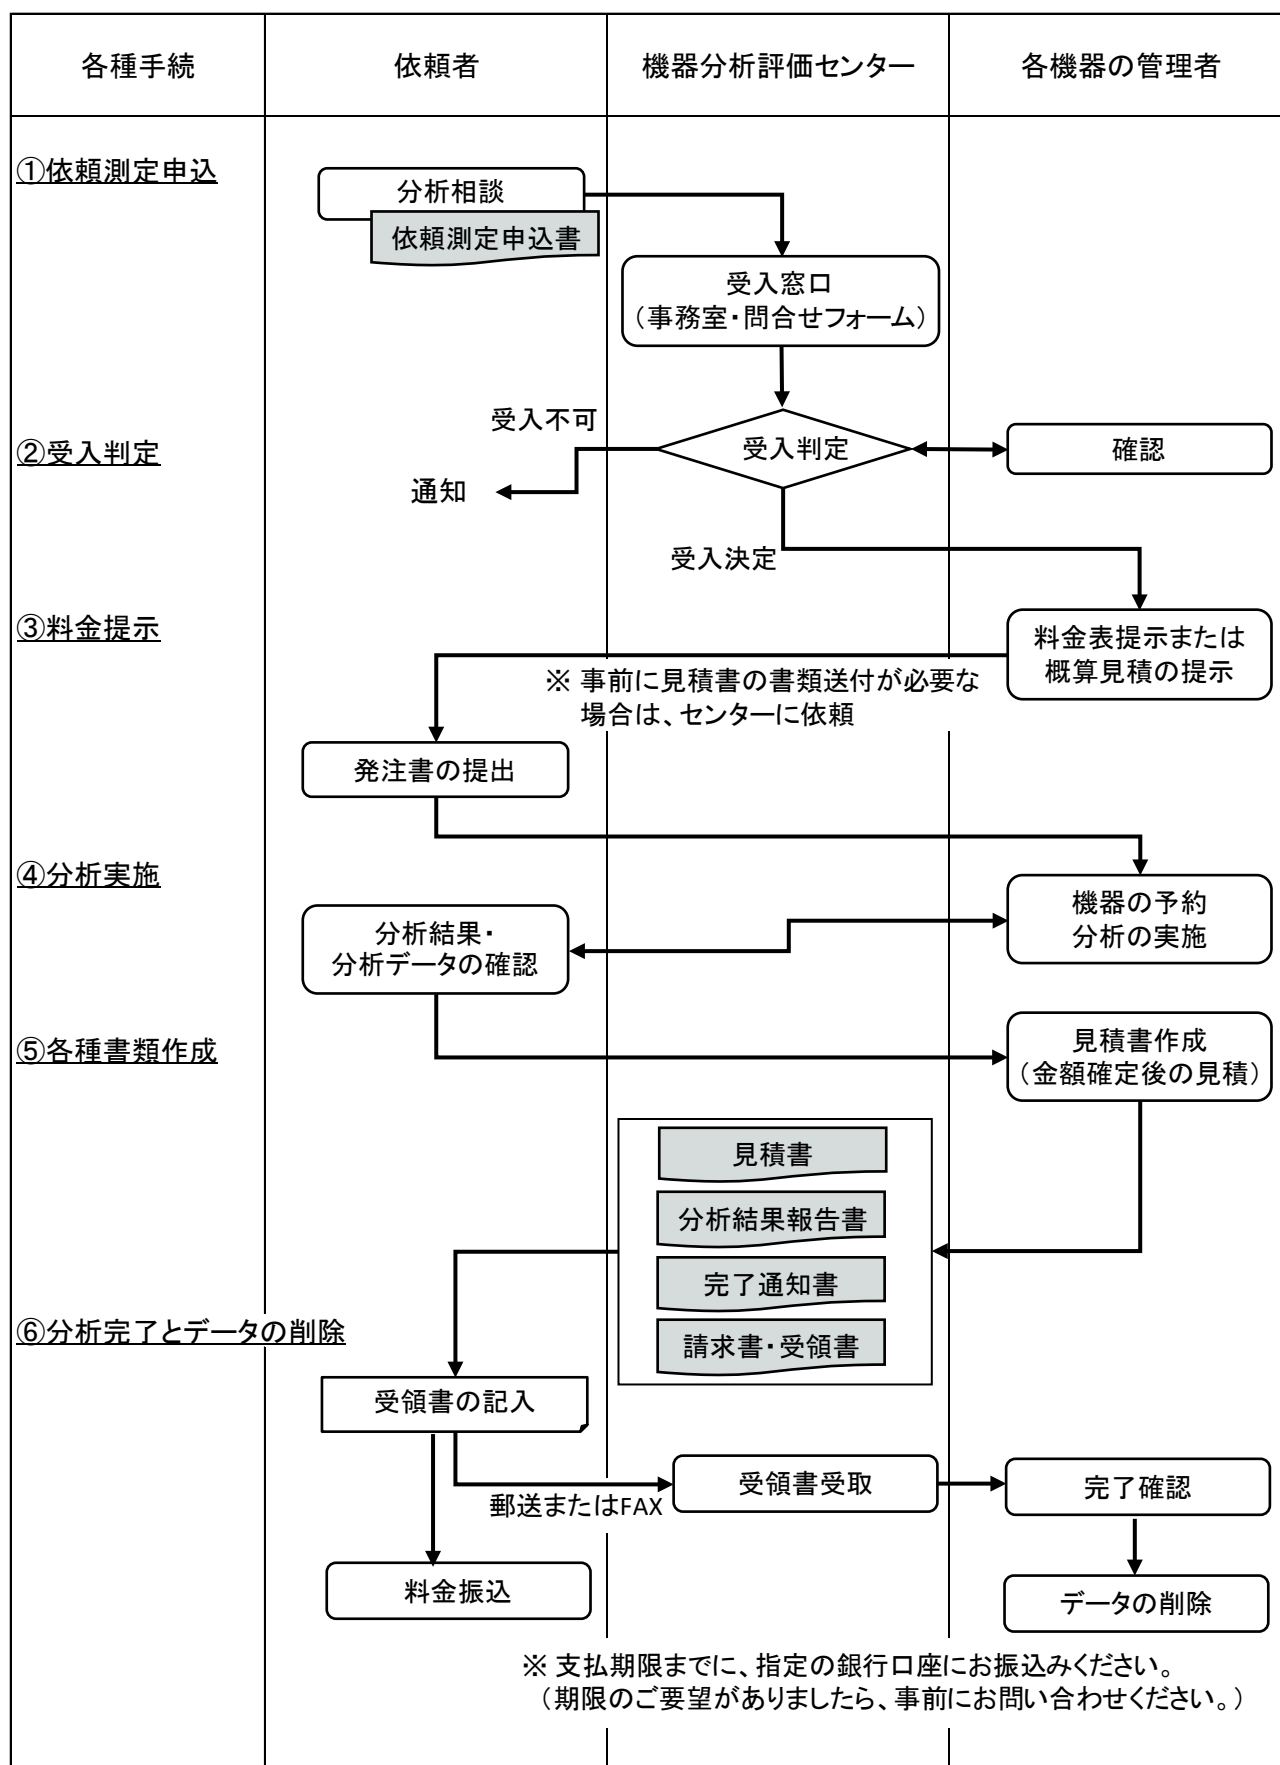 各種手続
依頼者
機器分析評価センター
各機器の管理者
①依頼測定申込
分析相談
依頼測定申込書
受入窓口
（事務室・問合せフォーム）
受入不可
②受入判定
受入判定
確認
通知
受入決定
③料金提示
料金表提示または
概算見積の提示
※ 事前に見積書の書類送付が必要な
場合は、センターに依頼
発注書の提出
④分析実施
機器の予約
分析の実施
分析結果・
分析データの確認
⑤各種書類作成
見積書作成
（金額確定後の見積）
見積書
分析結果報告書
完了通知書
請求書・受領書
⑥分析完了とデータの削除
受領書の記入
受領書受取
完了確認
郵送またはFAX
料金振込
データの削除
※ 支払期限までに、指定の銀行口座にお振込みください。
（期限のご要望がありましたら、事前にお問い合わせください。）